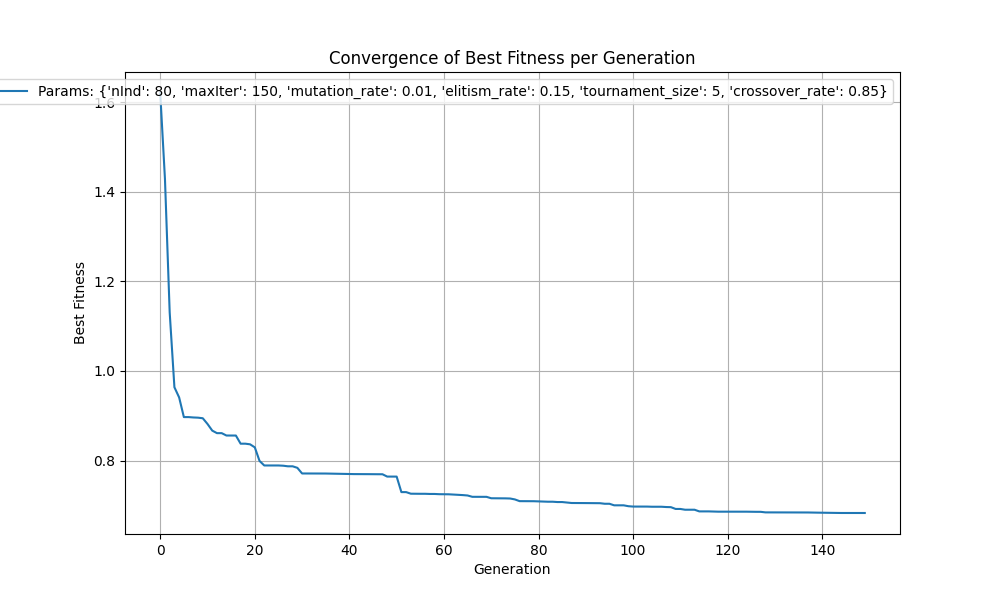 Convergence of Best Fitness per Generation
Params: {'nInd': 80, 'maxIter': 150, 'mutation_rate': 0.01, 'elitism_rate': 0.15, 'tournament_size': 5, 'crossover_rate': 0.85}
1.6
1.4
1.2
1.0
0.8
Best Fitness
0 20 40 60 80 100 120 140
Generation